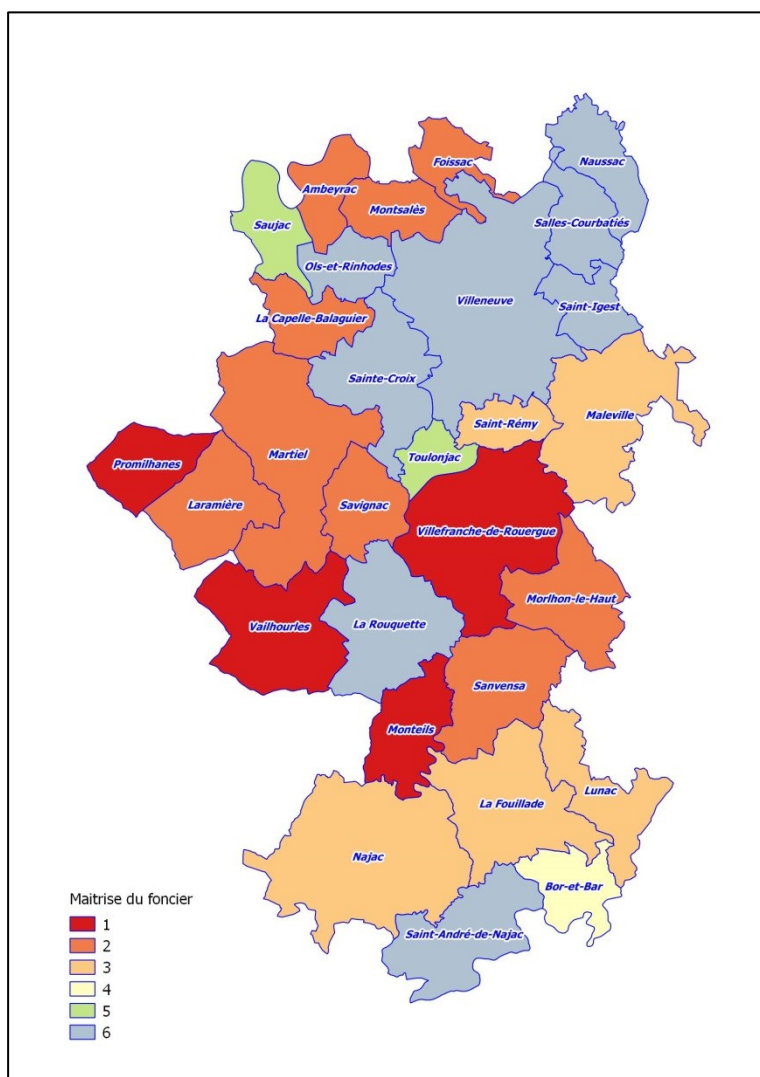 Naussac
Foissac
Ambeyrac
Montsalès
Saujac
Salles-Courbatiés
Ols-et-Rinhodes
Villeneuve
Saint-Igest
La Capelle-Balaguier
Sainte-Croix
Maleville
Saint-Rémy
Toulonjac
Martiel
Promilhanes
Laramière
Savignac
Villefranche-de-Rouergue
Morlhon-le-Haut
La Rouquette
Vailhourles
Sanvensa
Monteils
Lunac
La Fouillade
Najac
Bor-et-Bar
Saint-André-de-Najac
Maitrise du foncier
1
2
3
4
5
6